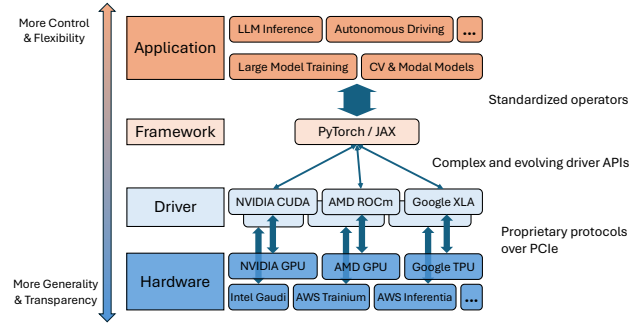 More Control
& Flexibility
Application
LLM Inference
Autonomous Driving
...
Large Model Training
CV & Modal Models
Standardized operators
Framework
PyTorch / JAX
Complex and evolving driver APIs
Driver
NVIDIA CUDA
AMD ROCm
Google XLA
Proprietary protocols
over PCIe
More Generality
& Transparency
Hardware
NVIDIA GPU
AMD GPU
Google TPU
Intel Gaudi
AWS Trainium
AWS Inferentia
...